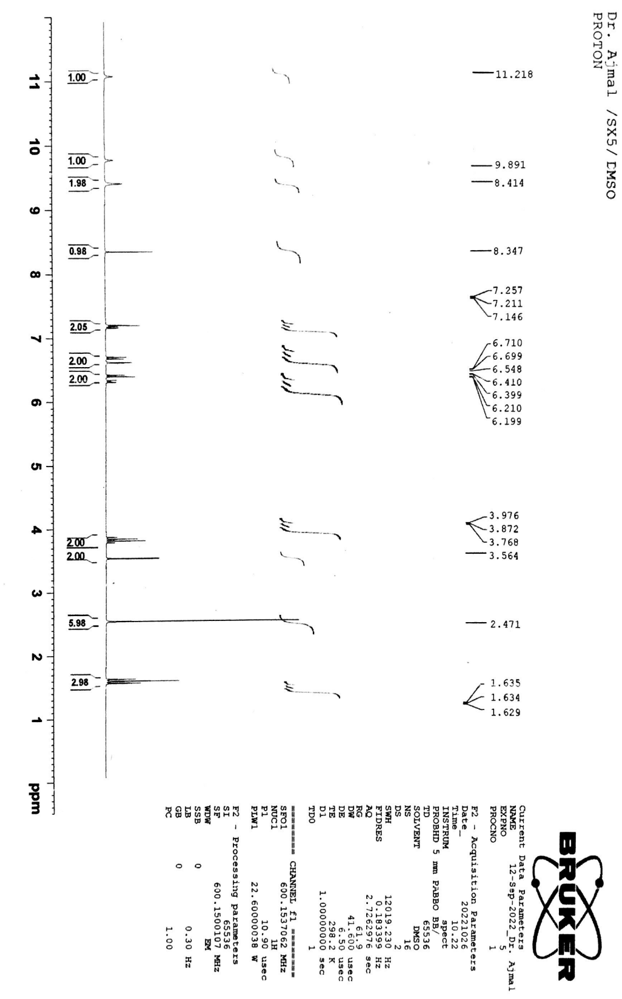 Dr. Ajmal /SX5/DMSO
PROTON
11.218
9.891
8.414
8.347
7.257
7.211
7.146
6.710
6.699
6.548
6.410
6.399
6.210
6.199
3.976
3.872
3.768
3.564
2.471
1.635
1.634
1.629
1.00
1.00
1.98
0.98
2.05
2.00
2.00
2.00
2.00
5.98
2.98
11
10
9
8
7
6
5
4
3
2
1
ppm
BRUKER
Current Data Parameters
NAME 12-Sep-2022_Dr. Ajmal
EXPNO 5
PROCNO 1
F2 - Acquisition Parameters
Date_ 20221026
Time 10.22
INSTRUM spect
PROBHD 5 mm PABBO BB/
TD 65536
SOLVENT DMSO
NS 16
DS 2
SWH 12019.230 Hz
FIDRES 0.183399 Hz
AQ 2.7262976 sec
RG 61.9
DW 41.600 usec
DE 6.50 usec
TE 298.2 K
D1 1.00000000 sec
TD0 1
======== CHANNEL f1 ========
SFO1 600.1537062 MHz
NUC1 1H
P1 10.90 usec
PLW1 22.60000038 W
F2 - Processing parameters
SI 65536
SF 600.1500107 MHz
WDW EM
SSB 0
LB 0.30 Hz
GB 0
PC 1.00